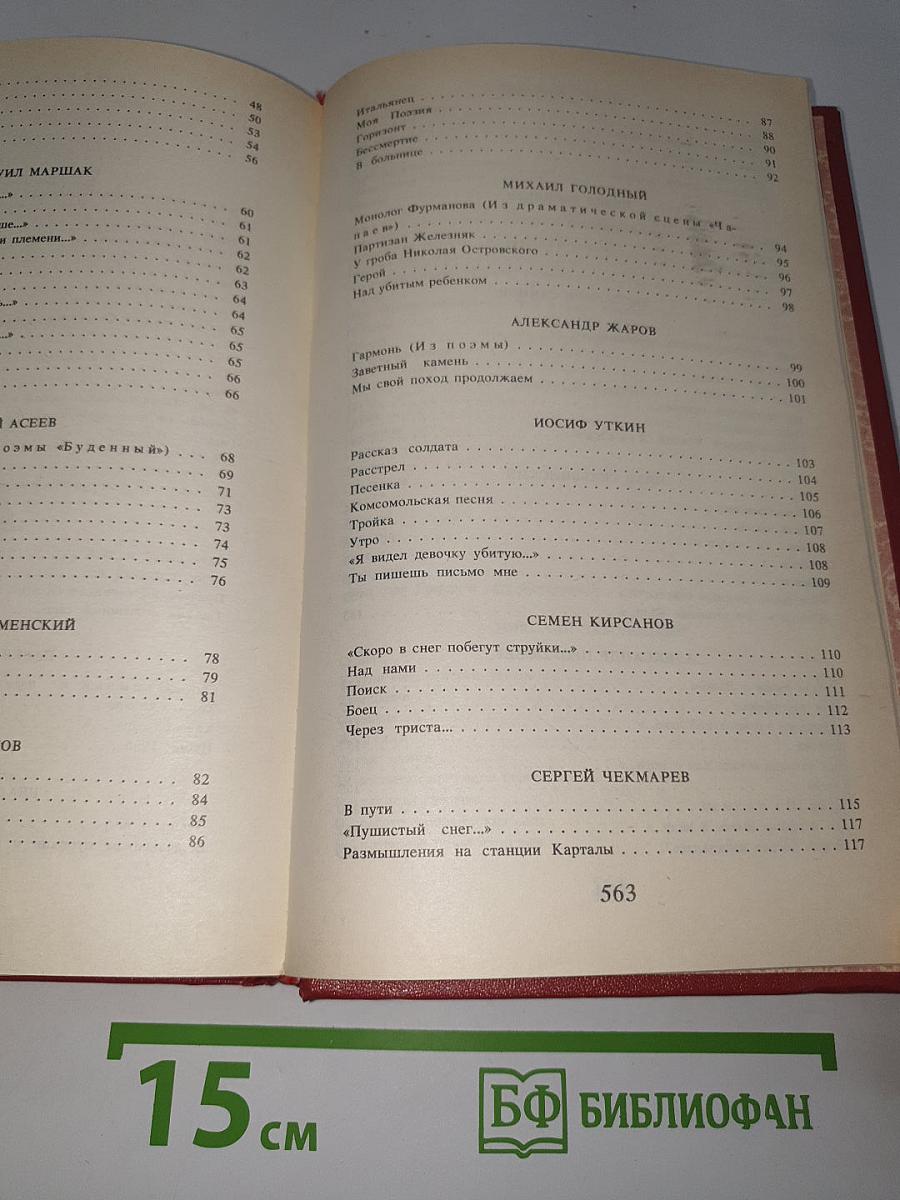 48
50
53
54
56
УИЛ МАРШАК
...»
60
61
ше...» 61
и племени...» 62
62
63
ь...» 64
64
65
...» 65
65
66
66
Й АСЕЕВ
поэмы «Буденный») . . . 68
69
71
73
73
74
75
76
МЕНСКИЙ
78
79
81
ОВ
82
84
85
86
Итальянец . . . 87
Моя Поэзия . . . 88
Горизонт . . . 90
Бессмертие . . . 91
В больнице . . . 92
МИХАИЛ ГОЛОДНЫЙ
Монолог Фурманова (Из драматической сцены «Ча-
паев») . . . 94
Партизан Железняк . . . 95
У гроба Николая Островского . . . 96
Герой . . . 97
Над убитым ребенком . . . 98
АЛЕКСАНДР ЖАРОВ
Гармонь (Из поэмы) . . . 99
Заветный камень . . . 100
Мы свой поход продолжаем . . . 101
ИОСИФ УТКИН
Рассказ солдата . . . 103
Расстрел . . . 104
Песенка . . . 105
Комсомольская песня . . . 106
Тройка . . . 107
Утро . . . 108
«Я видел девочку убитую...» . . . 108
Ты пишешь письмо мне . . . 109
СЕМЕН КИРСАНОВ
«Скоро в снег побегут струйки...» . . . 110
Над нами . . . 110
Поиск . . . 111
Боец . . . 112
Через триста... . . . 113
СЕРГЕЙ ЧЕКМАРЕВ
В пути . . . 115
«Пушистый снег...» . . . 117
Размышления на станции Карталы . . . 117
563
15 см
БФ БИБЛИОФАН